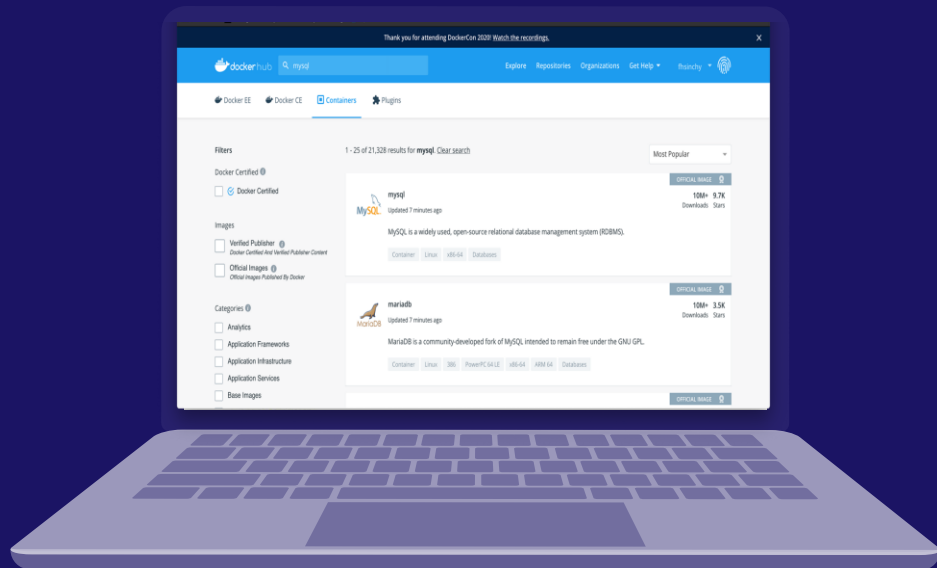 Thank you for attending DockerCon 2020! Watch the recordings. X
dockerhub mysql Explore Repositories Organizations Get Help fhsinchy
Docker EE Docker CE Containers Plugins
Filters
1 - 25 of 21,328 results for mysql. Clear search
Most Popular
Docker Certified
Docker Certified
Images
Verified Publisher
Docker Certified And Verified Publisher Content
Official Images
Official Images Published By Docker
Categories
Analytics
Application Frameworks
Application Infrastructure
Application Services
Base Images
OFFICIAL IMAGE
MySQL
mysql
Updated 7 minutes ago
10M+ 9.7K
Downloads Stars
MySQL is a widely used, open-source relational database management system (RDBMS).
Container Linux x86-64 Databases
OFFICIAL IMAGE
MariaDB
mariadb
Updated 7 minutes ago
10M+ 3.5K
Downloads Stars
MariaDB is a community-developed fork of MySQL intended to remain free under the GNU GPL.
Container Linux 386 PowerPC 64 LE x86-64 ARM 64 Databases
OFFICIAL IMAGE